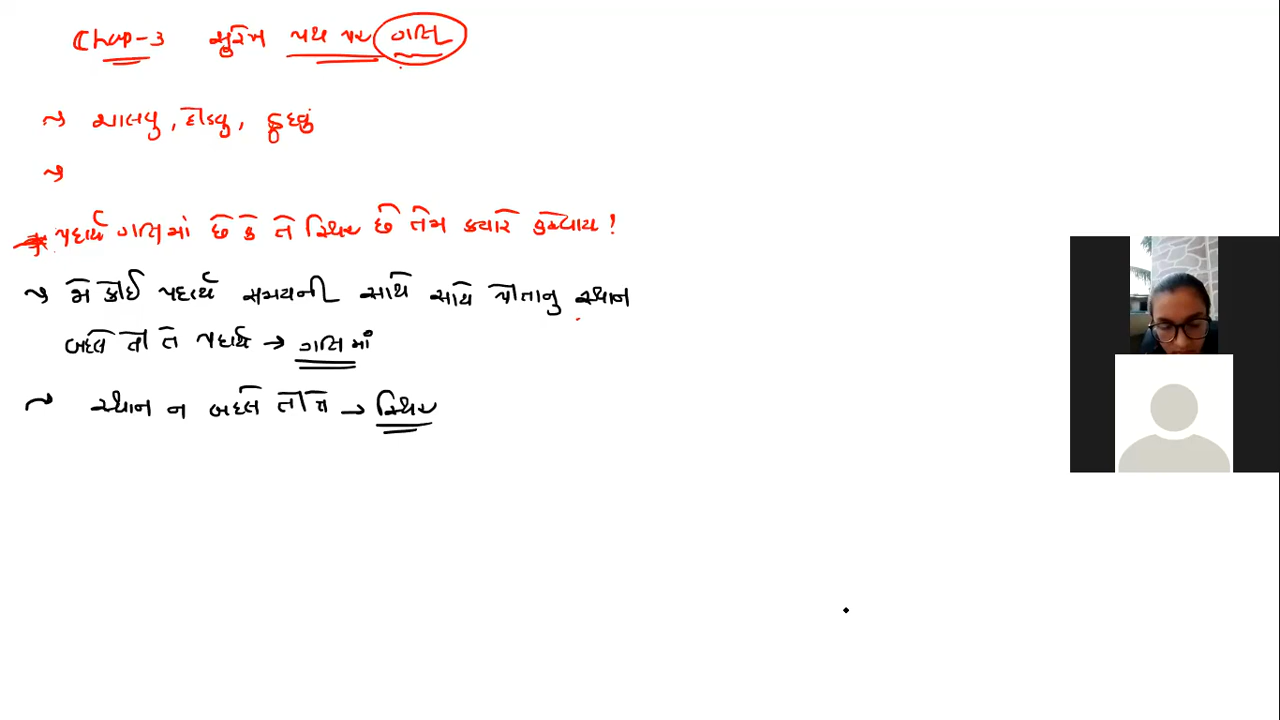 Chap-3 સુરેખ પથ પર ગતિ
→ ચાલવુ, દોડવુ, કુદવું
→
* પદાર્થ ગતિમાં છે કે તે સ્થિર છે તેમ ક્યારે કહેવાય ?
→ જો કોઈ પદાર્થ સમયની સાથે સાથે પોતાનુ સ્થાન
બદલે તો તે પદાર્થ → ગતિમાં
→ સ્થાન ન બદલે તો તે → સ્થિર